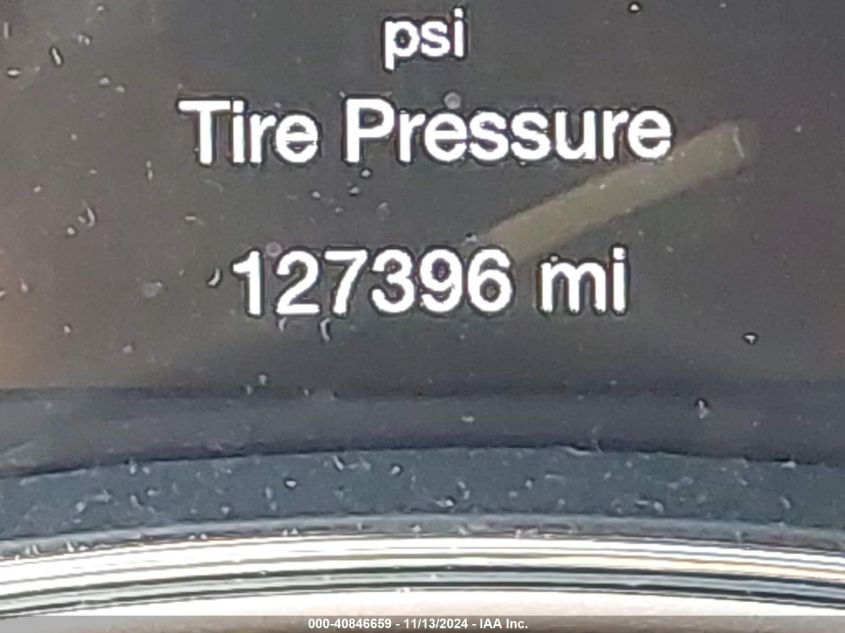 psi
Tire Pressure
127396 mi
000-40846659 - 11/13/2024 - IAA Inc.